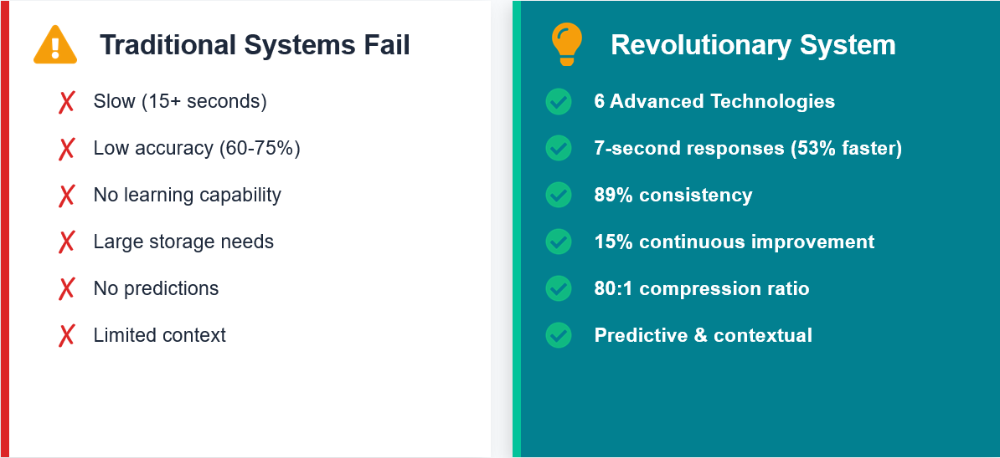 Traditional Systems Fail
Slow (15+ seconds)
Low accuracy (60-75%)
No learning capability
Large storage needs
No predictions
Limited context
Revolutionary System
6 Advanced Technologies
7-second responses (53% faster)
89% consistency
15% continuous improvement
80:1 compression ratio
Predictive & contextual